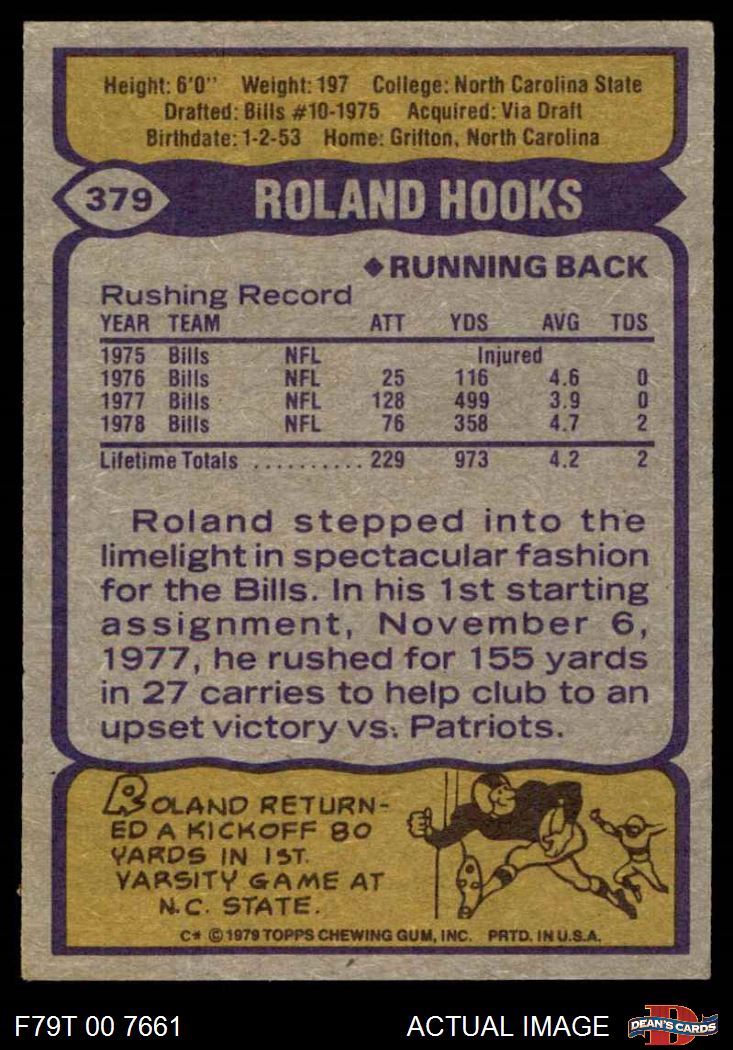 Height: 6'0" Weight: 197 College: North Carolina State
Drafted: Bills #10-1975 Acquired: Via Draft
Birthdate: 1-2-53 Home: Grifton, North Carolina
379 ROLAND HOOKS
◆RUNNING BACK
Rushing Record
YEAR TEAM ATT YDS AVG TDS
1975 Bills NFL Injured
1976 Bills NFL 25 116 4.6 0
1977 Bills NFL 128 499 3.9 0
1978 Bills NFL 76 358 4.7 2
Lifetime Totals .......... 229 973 4.2 2
Roland stepped into the
limelight in spectacular fashion
for the Bills. In his 1st starting
assignment, November 6,
1977, he rushed for 155 yards
in 27 carries to help club to an
upset victory vs. Patriots.
ROLAND RETURN-
ED A KICKOFF 80
YARDS IN 1ST.
VARSITY GAME AT
N.C. STATE.
C* © 1979 TOPPS CHEWING GUM, INC. PRTD. IN U.S.A.
F79T 00 7661 ACTUAL IMAGE D DEAN'S CARDS